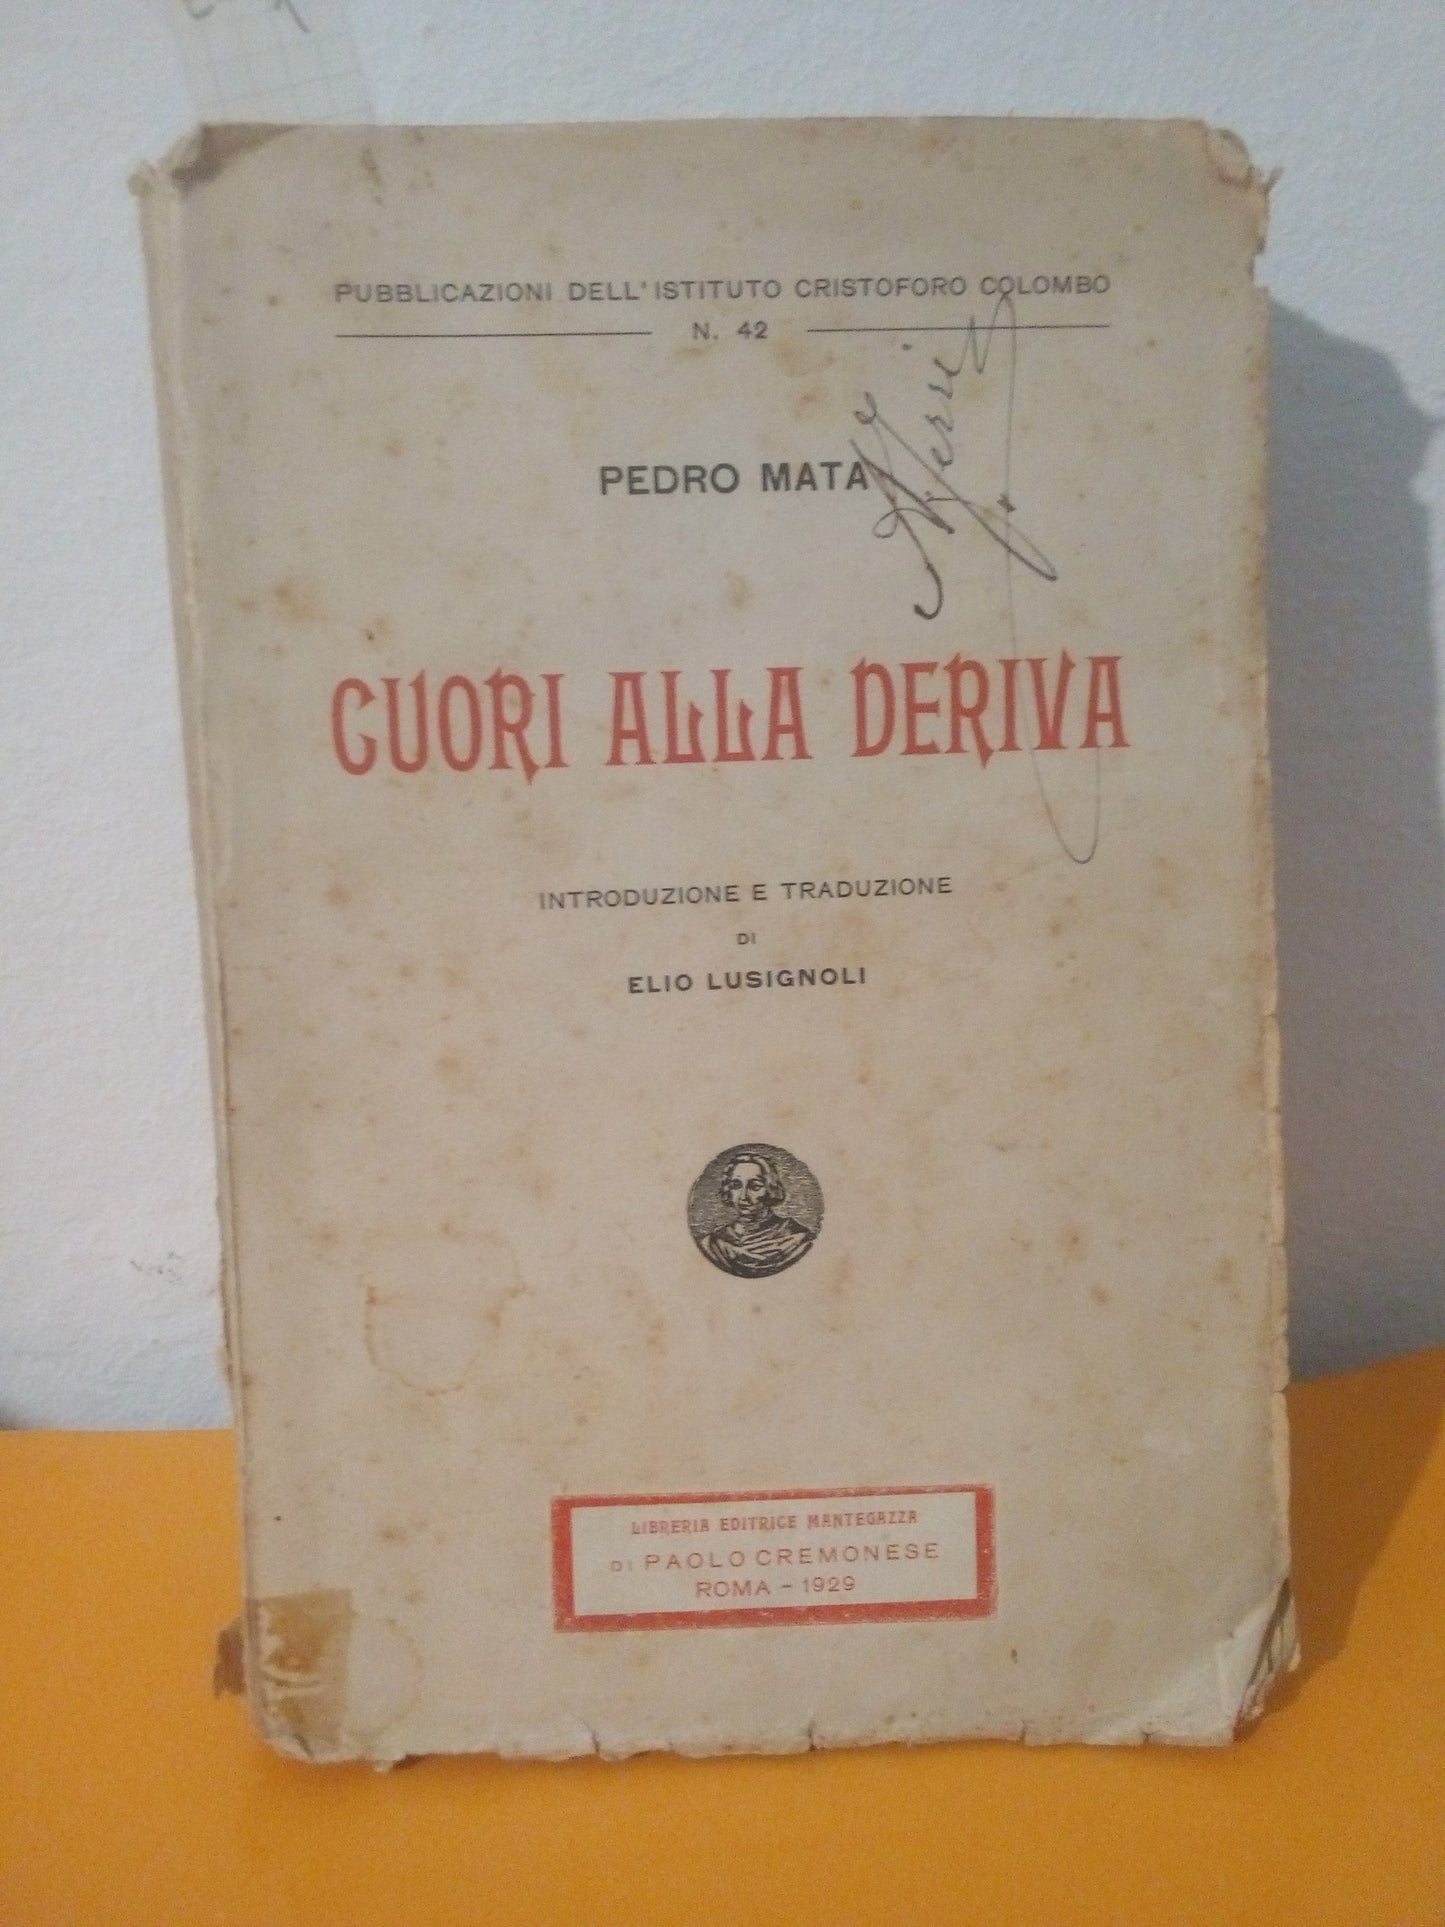 PUBBLICAZIONI DELL'ISTITUTO CRISTOFORO COLOMBO
N. 42
PEDRO MATA
CUORI ALLA DERIVA
INTRODUZIONE E TRADUZIONE
DI
ELIO LUSIGNOLI
LIBRERIA EDITRICE MANTEGAZZA
DI PAOLO CREMONESE
ROMA - 1929